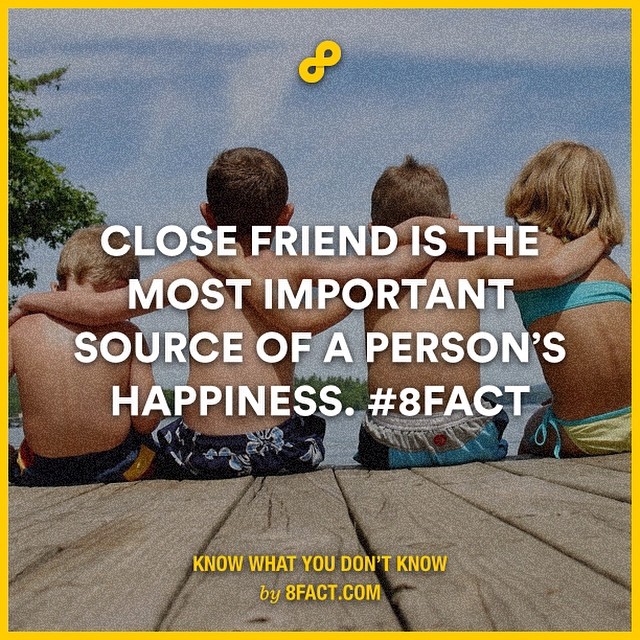 CLOSE FRIEND IS THE
MOST IMPORTANT
SOURCE OF A PERSON'S
HAPPINESS. #8FACT
KNOW WHAT YOU DON'T KNOW
by 8FACT.COM